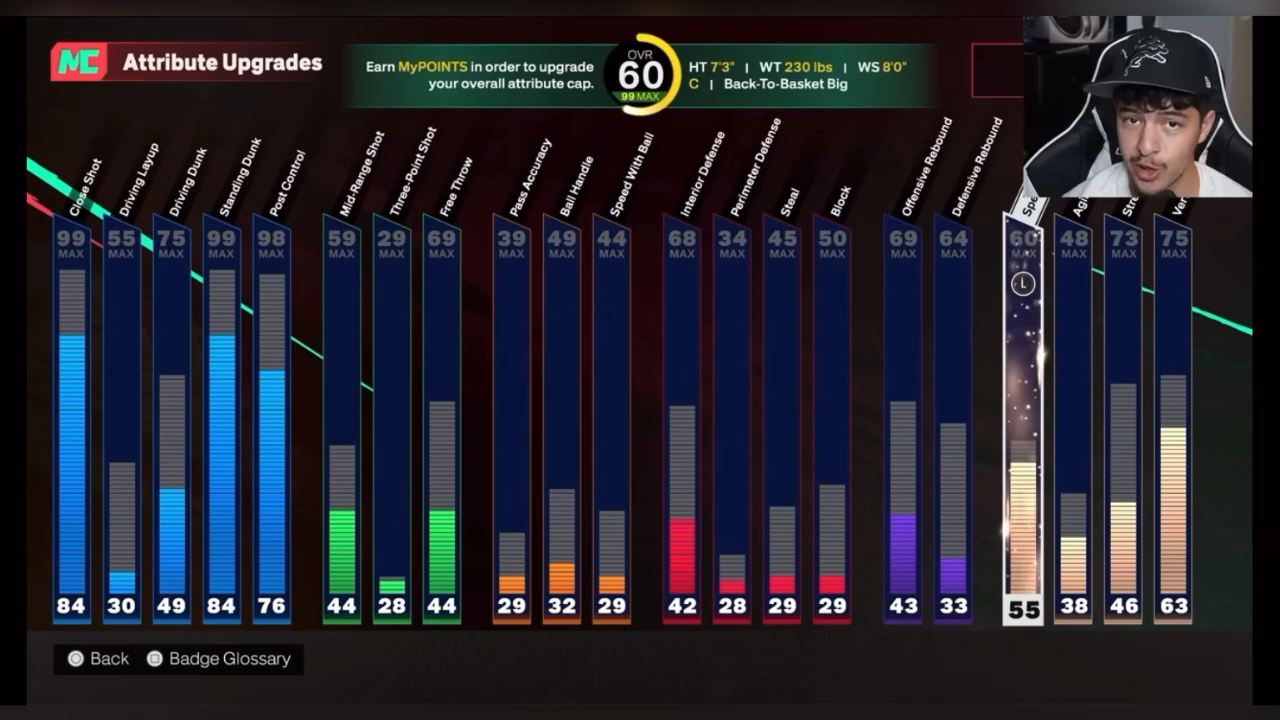 MC Attribute Upgrades
Earn MyPOINTS in order to upgrade
your overall attribute cap.
OVR
60
99 MAX
HT 7'3" | WT 230 lbs | WS 8'0"
C | Back-To-Basket Big
Close Shot
Driving Layup
Driving Dunk
Standing Dunk
Post Control
Mid-Range Shot
Three-Point Shot
Free Throw
Pass Accuracy
Ball Handle
Speed With Ball
Interior Defense
Perimeter Defense
Steal
Block
Offensive Rebound
Defensive Rebound
99 55 75 99 98 59 29 69 39 49 44 68 34 45 50 69 64 60 48 73 75
MAX MAX MAX MAX MAX MAX MAX MAX MAX MAX MAX MAX MAX MAX MAX MAX MAX MAX MAX MAX MAX
L
84 30 49 84 76 44 28 44 29 32 29 42 28 29 29 43 33 55 38 46 63
Back Badge Glossary